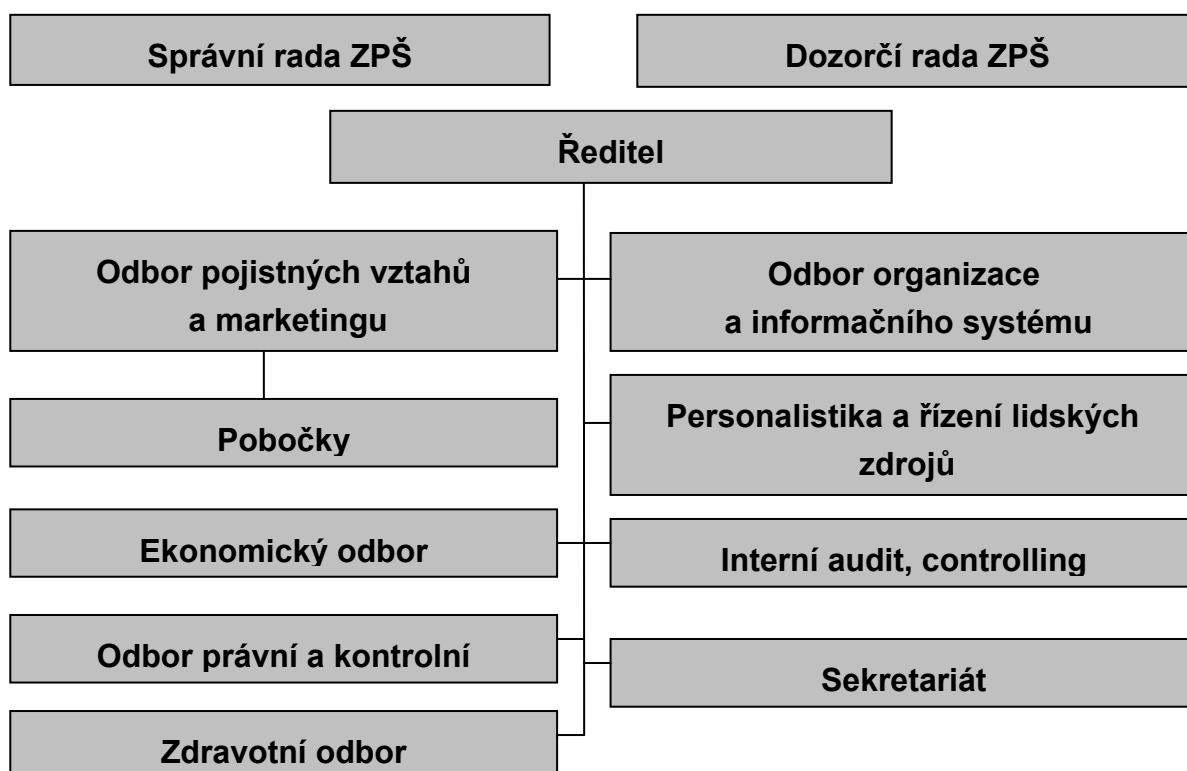 Správní rada ZPŠ
Dozorčí rada ZPŠ
Ředitel
Odbor pojistných vztahů
a marketingu
Odbor organizace
a informačního systému
Pobočky
Personalistika a řízení lidských
zdrojů
Ekonomický odbor
Interní audit, controlling
Odbor právní a kontrolní
Sekretariát
Zdravotní odbor